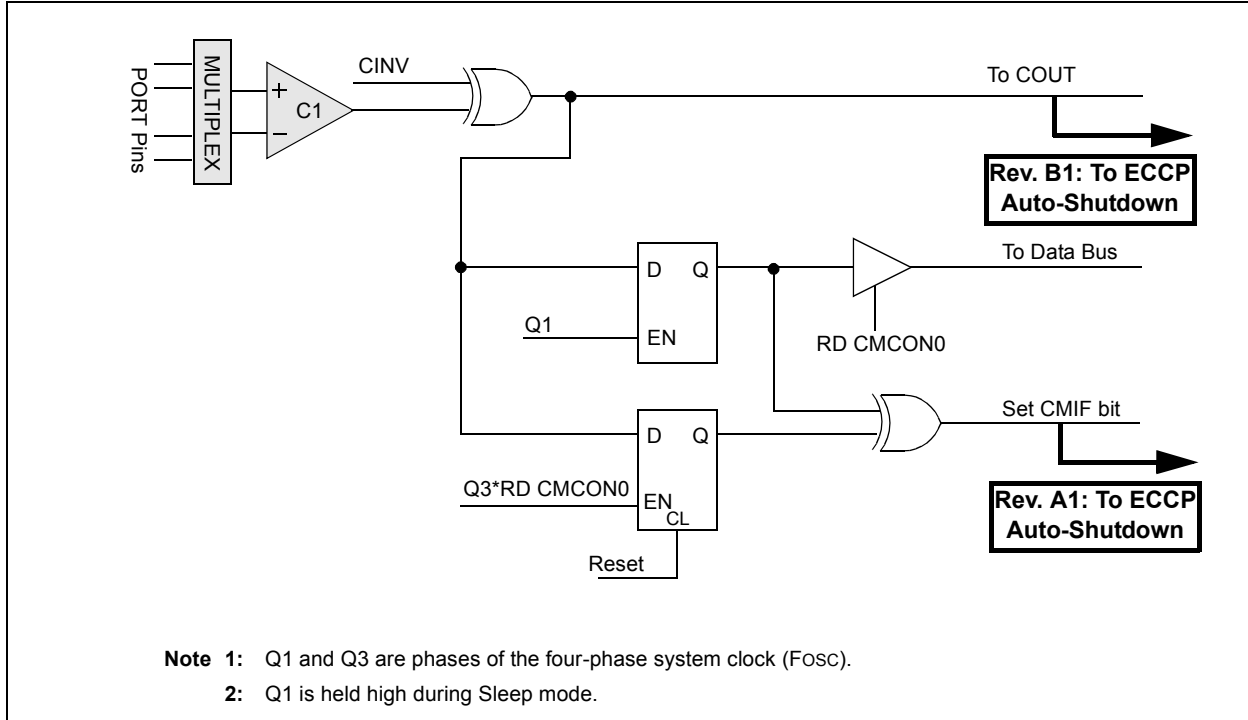 PORT Pins
MULTIPLEX
+
−
C1
CINV
To COUT
Rev. B1: To ECCP
Auto-Shutdown
D Q
Q1
EN
To Data Bus
RD CMCON0
D Q
Q3*RD CMCON0
EN
CL
Reset
Set CMIF bit
Rev. A1: To ECCP
Auto-Shutdown
Note 1: Q1 and Q3 are phases of the four-phase system clock (FOSC).
2: Q1 is held high during Sleep mode.